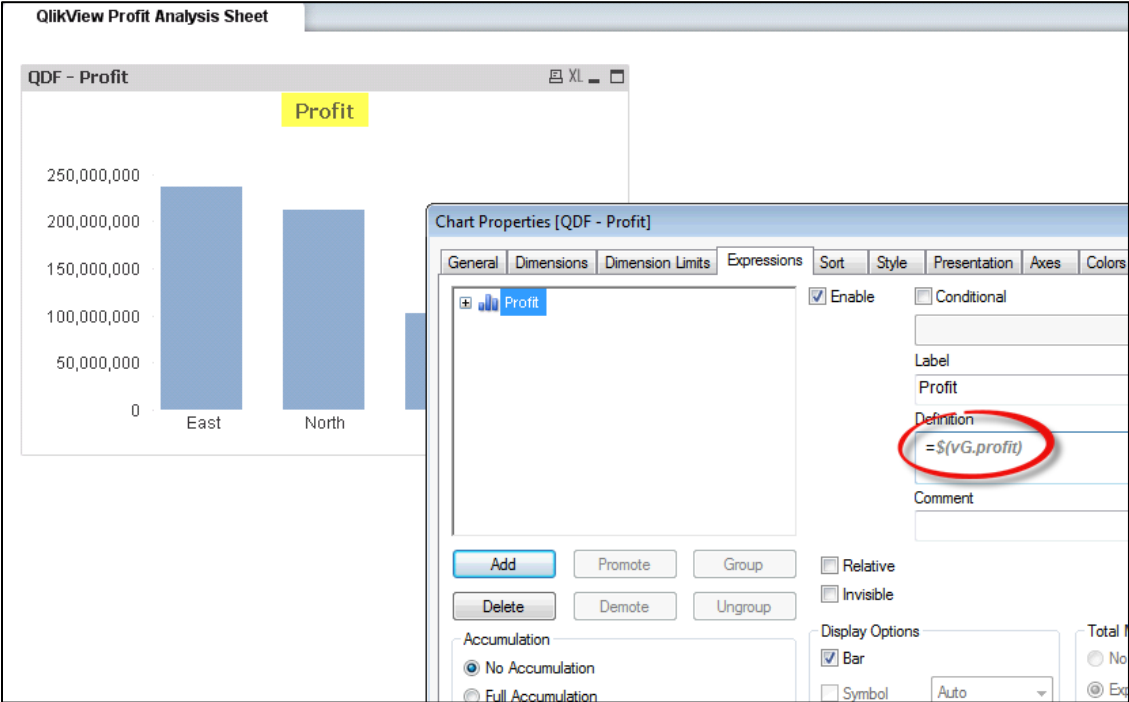 QlikView Profit Analysis Sheet
QDF - Profit XL
Profit
250,000,000
200,000,000
150,000,000
100,000,000
50,000,000
0
East North
Chart Properties [QDF - Profit]
General Dimensions Dimension Limits Expressions Sort Style Presentation Axes Colors
Profit
Enable Conditional
Label
Profit
Definition
=$(vG.profit)
Comment
Add Promote Group
Delete Demote Ungroup
Relative
Invisible
Accumulation
No Accumulation
Full Accumulation
Display Options
Bar
Symbol Auto
Total M
No
Exp